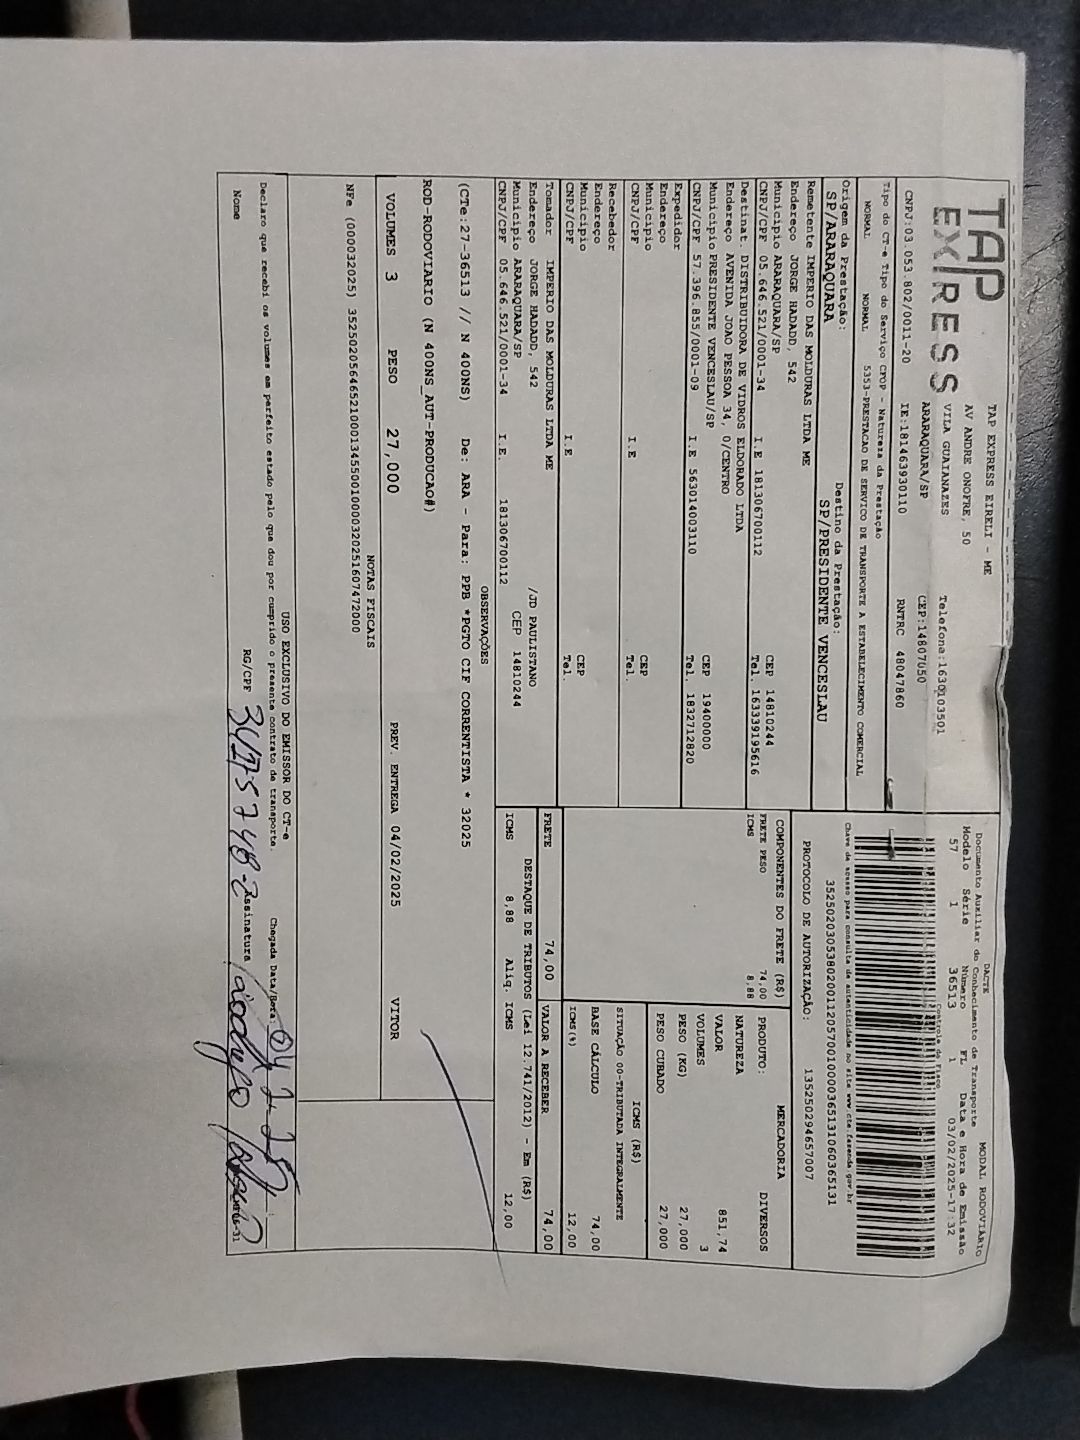 TAP
EXPRESS
TAP EXPRESS EIRELI - ME
AV ANDRE ONOFRE, 50
VILA GUAIANAZES
ARARAQUARA/SP
Telefone:1630103501
CEP:14807050
CNPJ:03.053.802/0011-20 IE:181463930110 RNTRC 48047860
Tipo do CT-e Tipo do Serviço CFOP - Natureza da Prestação
NORMAL NORMAL 5353-PRESTACAO DE SERVICO DE TRANSPORTE A ESTABELECIMENTO COMERCIAL
Origem da Prestação: Destino da Prestação:
SP/ARARAQUARA SP/PRESIDENTE VENCESLAU
DACTE MODAL RODOVIÁRIO
Documento Auxiliar do Conhecimento de Transporte
Modelo Série Número FL Data e Hora de Emissão
57 1 36513 1 03/02/2025-17:32
Controle do Fisco
Chave de acesso para consulta de autenticidade no site www.cte.fazenda.gov.br
35250203053802001120570010000365131060365131
PROTOCOLO DE AUTORIZAÇÃO: 135250294657007
Remetente IMPERIO DAS MOLDURAS LTDA ME
Endereço JORGE HADADD, 542
Município ARARAQUARA/SP CEP 14810244
CNPJ/CPF 05.646.521/0001-34 I.E 181306700112 Tel. 163339195616
Destinat. DISTRIBUIDORA DE VIDROS ELDORADO LTDA
Endereço AVENIDA JOAO PESSOA 34, 0/CENTRO
Município PRESIDENTE VENCESLAU/SP CEP 19400000
CNPJ/CPF 57.396.855/0001-09 I.E 563014003110 Tel. 1832712820
Expedidor
Endereço
Município CEP
CNPJ/CPF I.E Tel.
Recebedor
Endereço
Município CEP
CNPJ/CPF I.E Tel.
Tomador IMPERIO DAS MOLDURAS LTDA ME
Endereço JORGE HADADD, 542 /JD PAULISTANO
Município ARARAQUARA/SP CEP 14810244
CNPJ/CPF 05.646.521/0001-34 I.E. 181306700112
COMPONENTES DO FRETE (R$)
FRETE PESO 74,00
ICMS 8,88
MERCADORIA
PRODUTO: DIVERSOS
NATUREZA
VALOR 851,74
VOLUMES 3
PESO (KG) 27,000
PESO CUBADO 27,000
ICMS (R$)
SITUAÇÃO 00-TRIBUTADA INTEGRALMENTE
BASE CÁLCULO 74,00
ICMS(%) 12,00
FRETE 74,00 VALOR A RECEBER 74,00
DESTAQUE DE TRIBUTOS (Lei 12.741/2012) - Em (R$)
ICMS 8,88 Aliq. ICMS 12,00
OBSERVAÇÕES
(CTe:27-36513 // N 400NS) De: ARA - Para: PPB *PGTO CIF CORRENTISTA * 32025
ROD-RODOVIARIO (N 400NS_AUT-PRODUCAO#)
VOLUMES 3 PESO 27,000 PREV. ENTREGA 04/02/2025 VITOR
NOTAS FISCAIS
NFe (000032025) 35250205646521000134550010000320251607472000
USO EXCLUSIVO DO EMISSOR DO CT-e
Declaro que recebi os volumes em perfeito estado pelo que dou por cumprido o presente contrato de transporte. Chegada Data/Hora: 04-2-25
Nome RG/CPF Assinatura